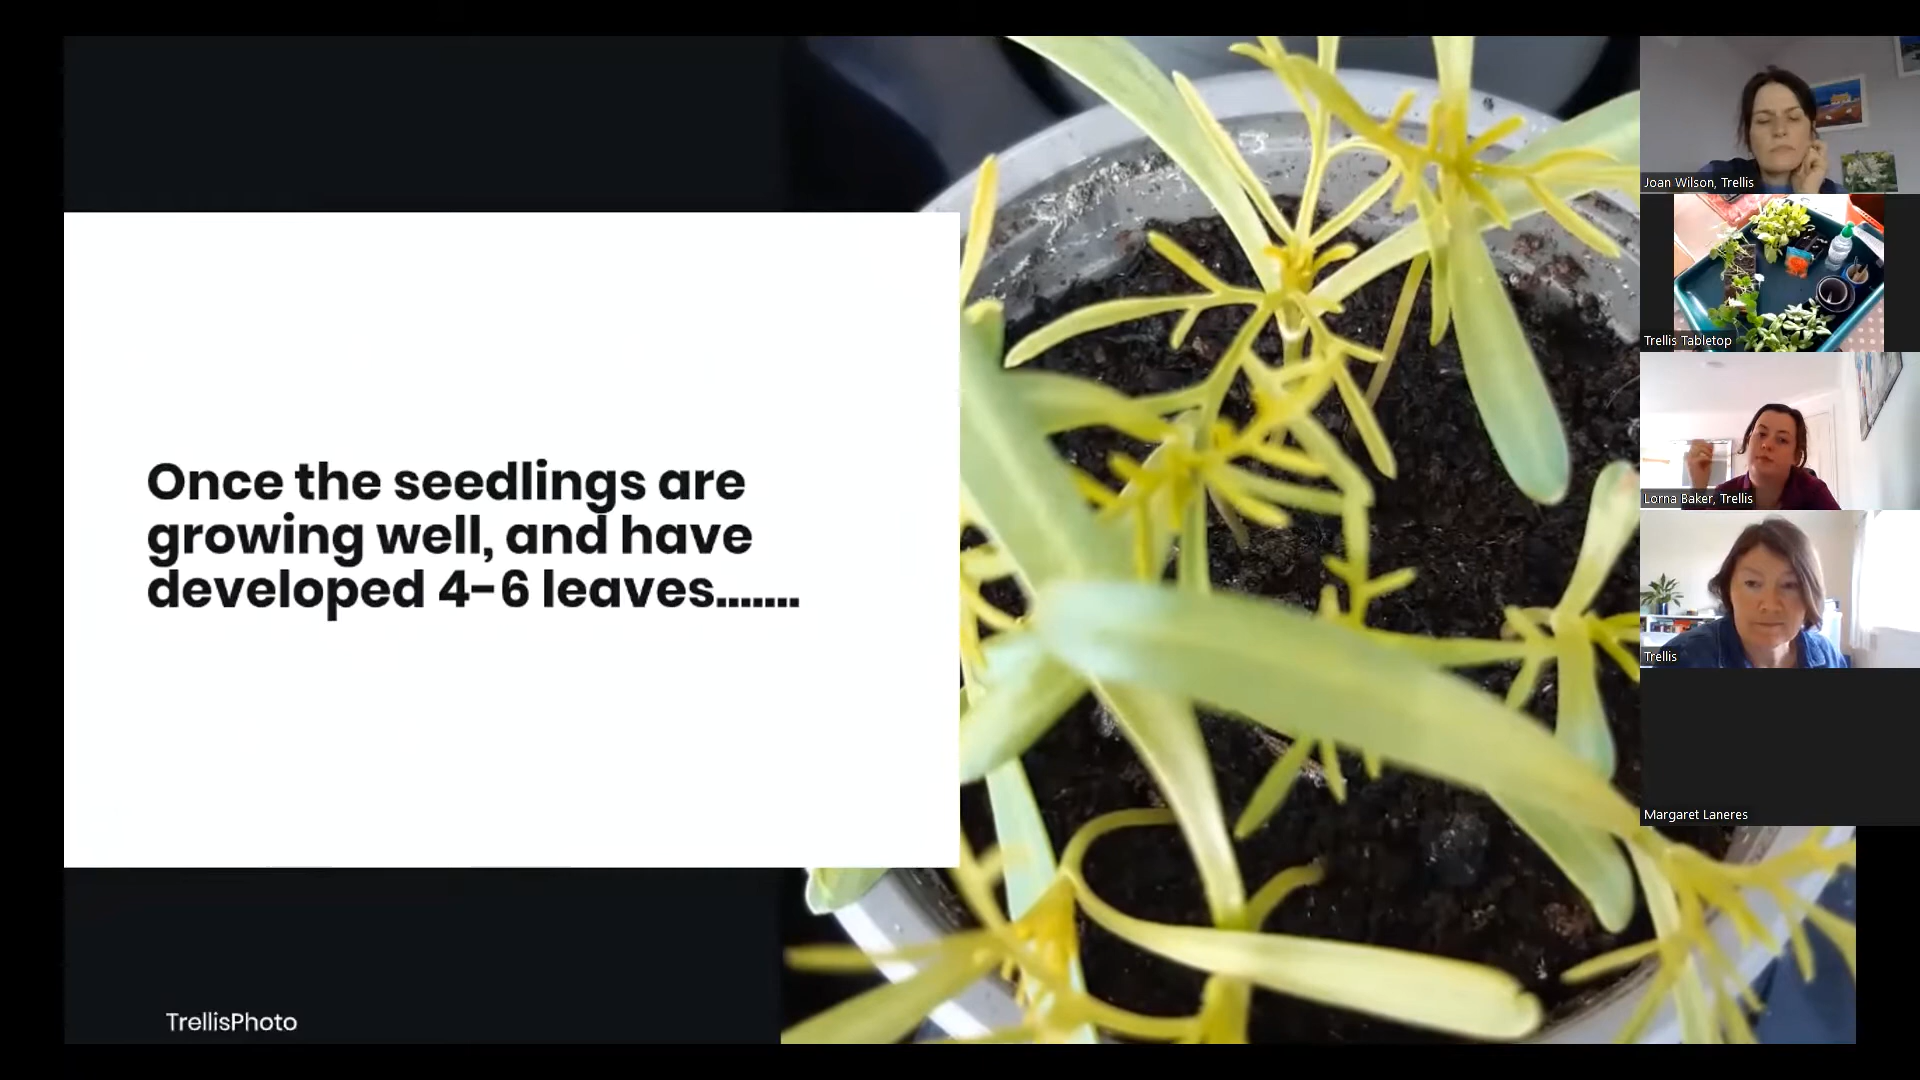 Once the seedlings are
growing well, and have
developed 4-6 leaves.......
TrellisPhoto
Joan Wilson, Trellis
Trellis Tabletop
Lorna Baker, Trellis
Trellis
Margaret Laneres